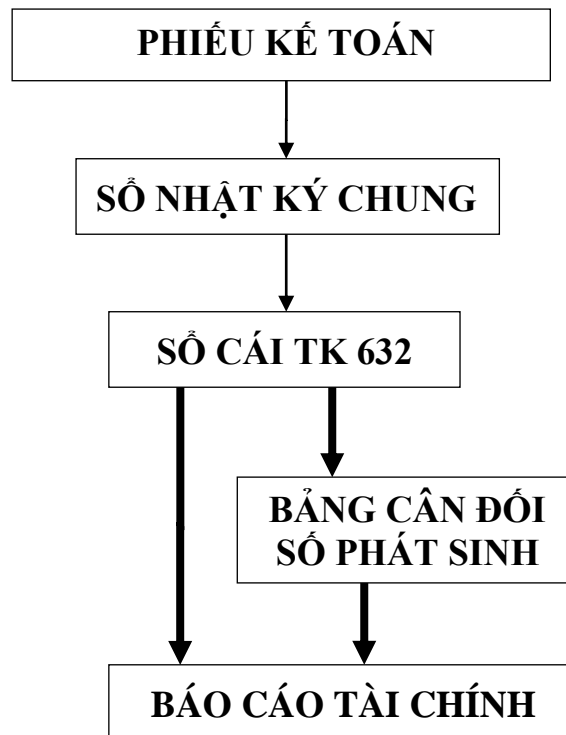 PHIẾU KẾ TOÁN
SỔ NHẬT KÝ CHUNG
SỔ CÁI TK 632
BẢNG CÂN ĐỐI
SỐ PHÁT SINH
BÁO CÁO TÀI CHÍNH